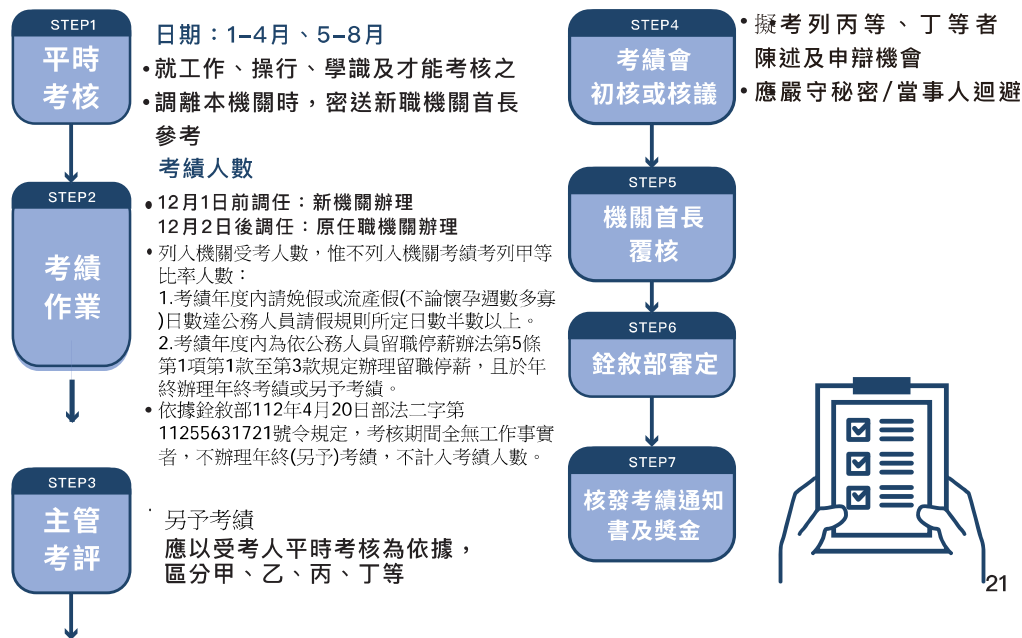 STEP1
平時
考核
日期：1-4月、5-8月
•就工作、操行、學識及才能考核之
•調離本機關時，密送新職機關首長
參考
STEP2
考績
作業
考績人數
•12月1日前調任：新機關辦理
12月2日後調任：原任職機關辦理
•列入機關受考人數，惟不列入機關考績考列甲等
比率人數：
1.考績年度內請娩假或流產假(不論懷孕週數多寡
)日數達公務人員請假規則所定日數半數以上。
2.考績年度內為依公務人員留職停薪辦法第5條
第1項第1款至第3款規定辦理留職停薪，且於年
終辦理年終考績或另予考績。
•依據銓敘部112年4月20日部法二字第
11255631721號令規定，考核期間全無工作事實
者，不辦理年終(另予)考績，不計入考績人數。
STEP3
主管
考評
另予考績
應以受考人平時考核為依據，
區分甲、乙、丙、丁等
STEP4
考績會
初核或核議
•擬考列丙等、丁等者
陳述及申辯機會
•應嚴守秘密/當事人迴避
STEP5
機關首長
覆核
STEP6
銓敘部審定
STEP7
核發考績通知
書及獎金
21